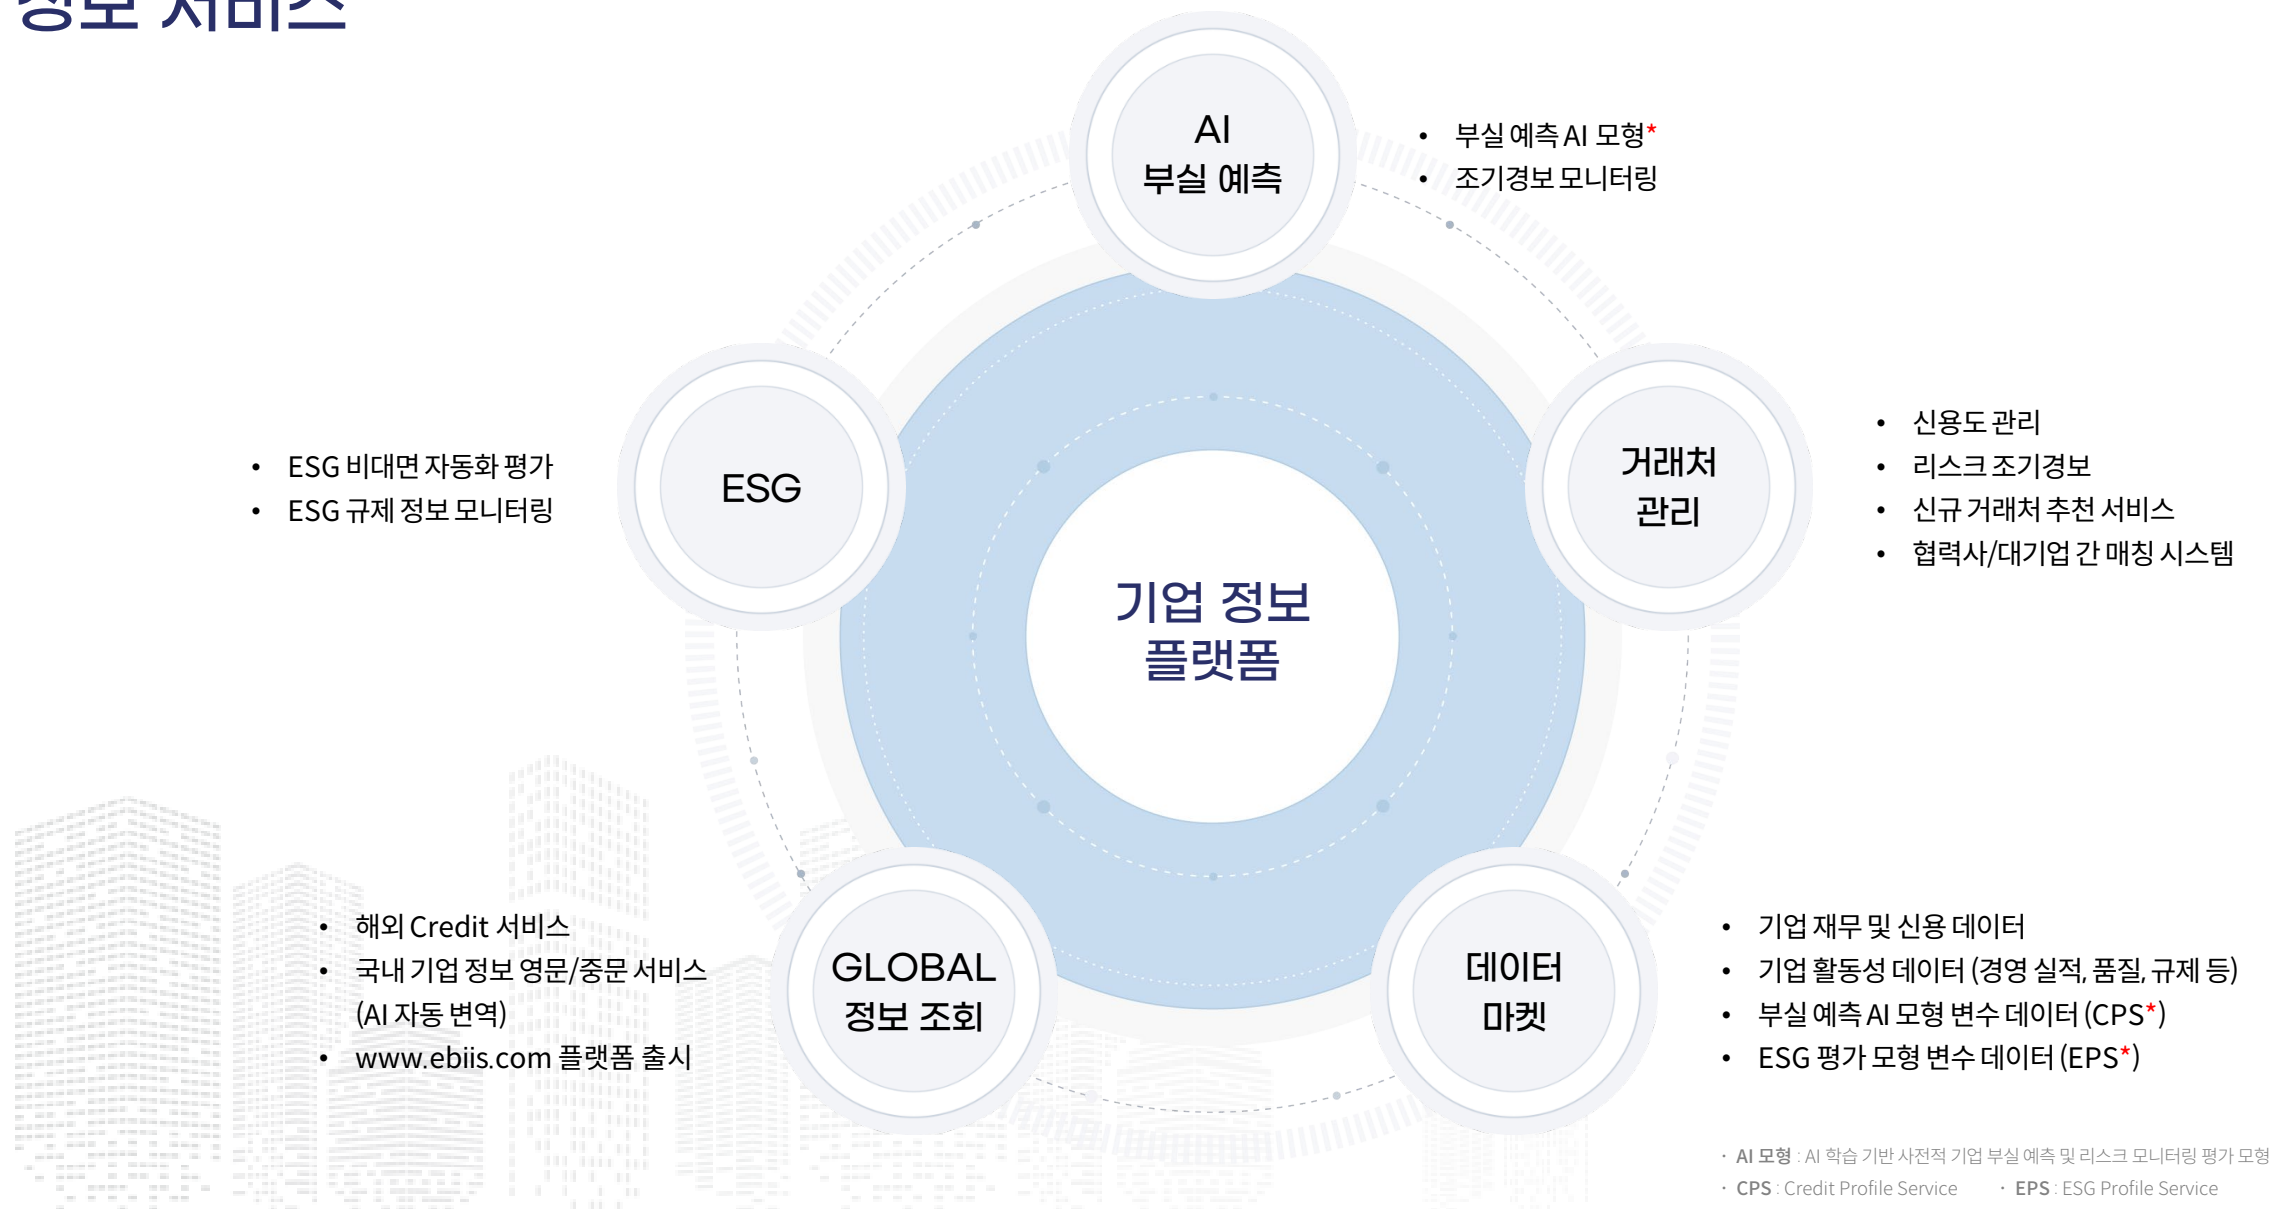 정보 서비스
AI
부실 예측
• 부실 예측 AI 모형*
• 조기경보 모니터링
ESG
• ESG 비대면 자동화 평가
• ESG 규제 정보 모니터링
거래처
관리
• 신용도 관리
• 리스크 조기경보
• 신규 거래처 추천 서비스
• 협력사/대기업 간 매칭 시스템
기업 정보
플랫폼
GLOBAL
정보 조회
• 해외 Credit 서비스
• 국내 기업 정보 영문/중문 서비스
(AI 자동 변역)
• www.ebiis.com 플랫폼 출시
데이터
마켓
• 기업 재무 및 신용 데이터
• 기업 활동성 데이터 (경영 실적, 품질, 규제 등)
• 부실 예측 AI 모형 변수 데이터 (CPS*)
• ESG 평가 모형 변수 데이터 (EPS*)
· AI 모형 : AI 학습 기반 사전적 기업 부실 예측 및 리스크 모니터링 평가 모형
· CPS : Credit Profile Service · EPS : ESG Profile Service